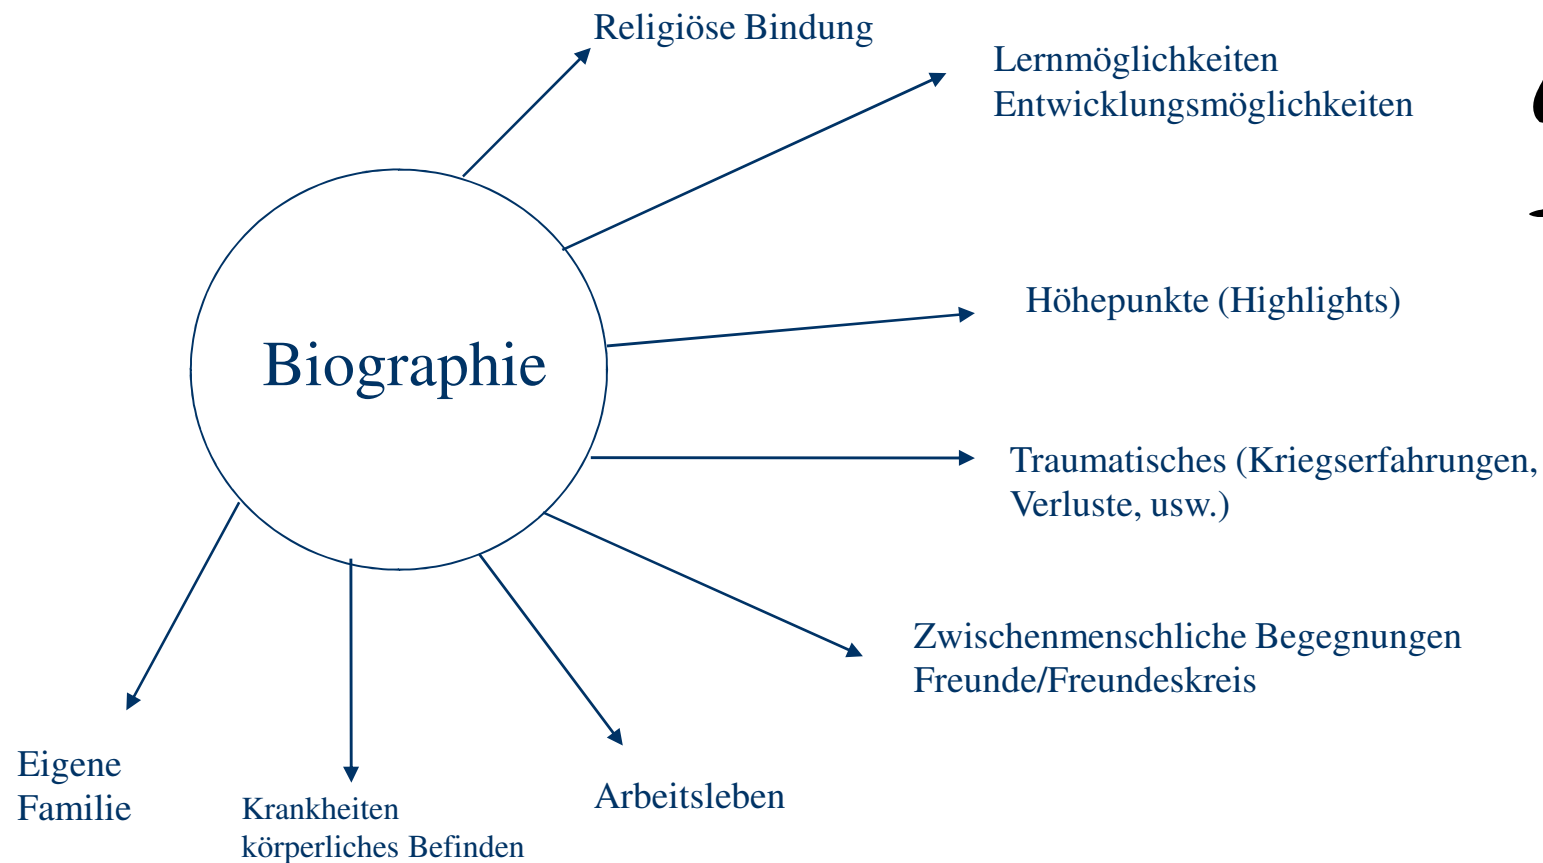 Religiöse Bindung
Lernmöglichkeiten
Entwicklungsmöglichkeiten
Höhepunkte (Highlights)
Biographie
Traumatisches (Kriegserfahrungen,
Verluste, usw.)
Zwischenmenschliche Begegnungen
Freunde/Freundeskreis
Eigene
Familie
Krankheiten
körperliches Befinden
Arbeitsleben